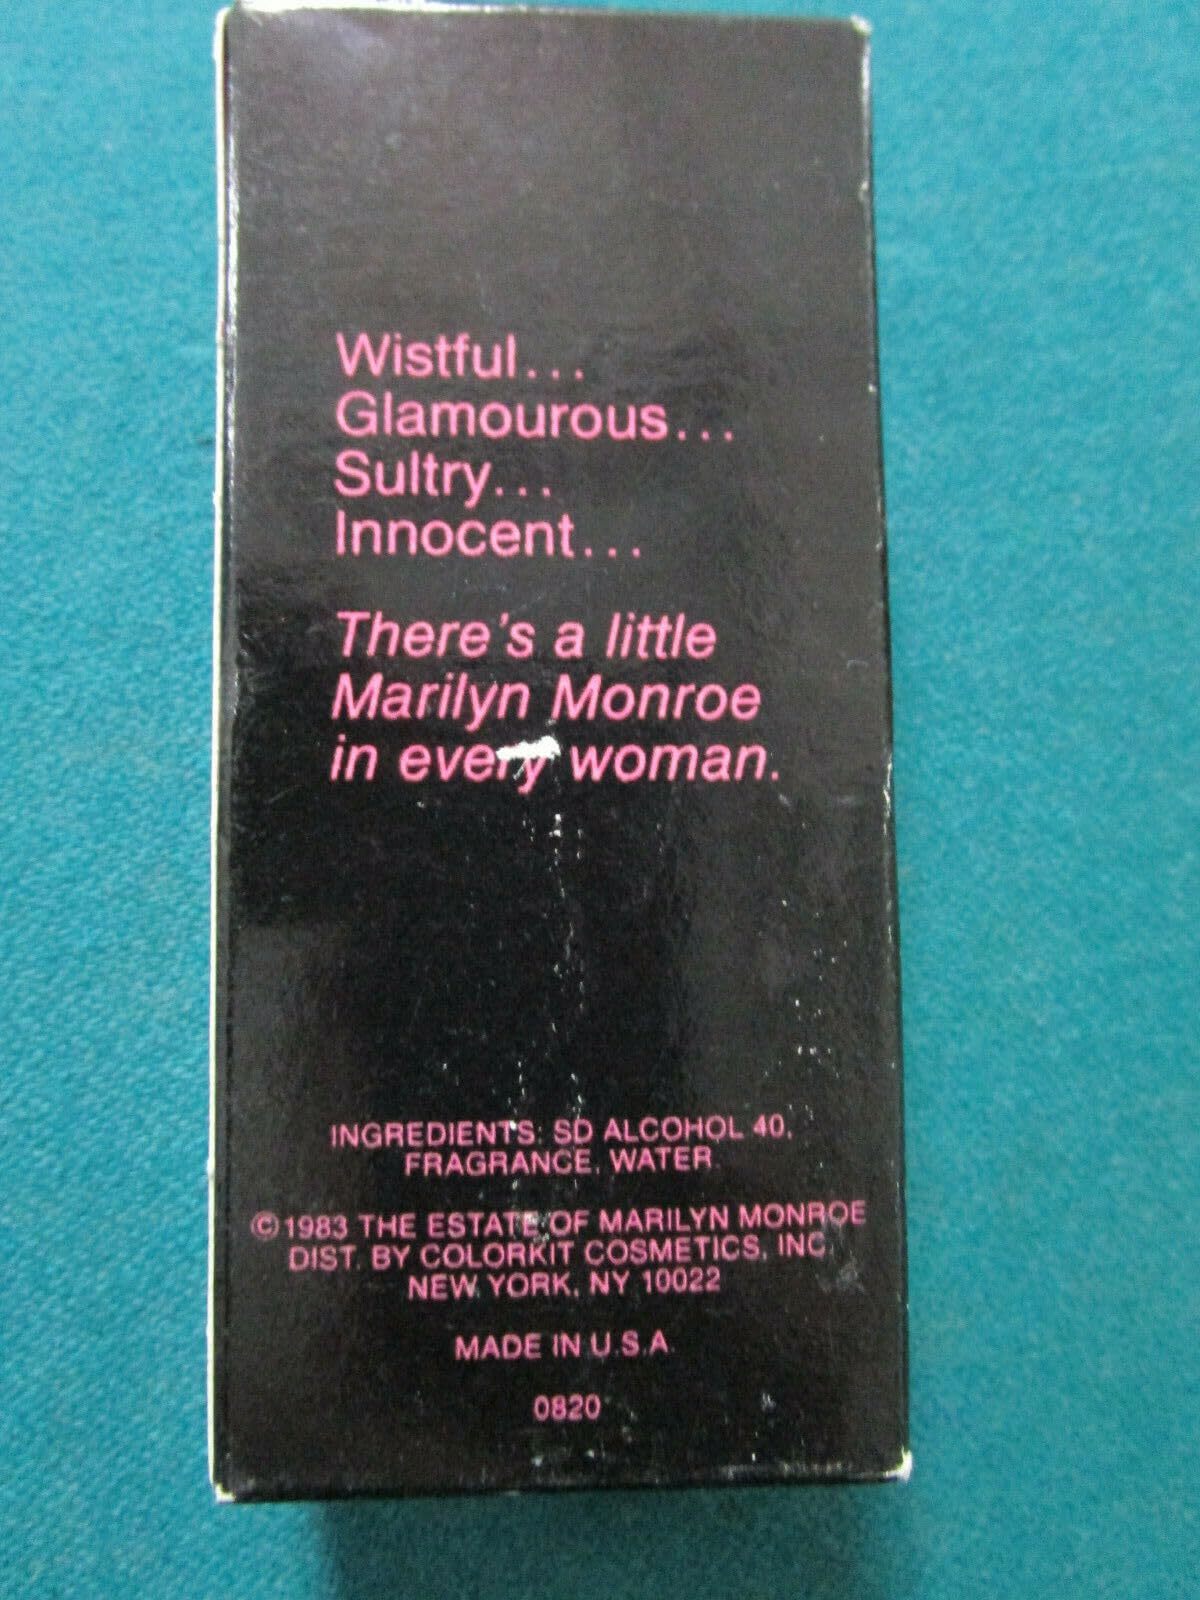 Wistful...
Glamourous...
Sultry...
Innocent...
There's a little
Marilyn Monroe
in every woman.
INGREDIENTS: SD ALCOHOL 40,
FRAGRANCE, WATER.
© 1983 THE ESTATE OF MARILYN MONROE
DIST. BY COLORKIT COSMETICS, INC.
NEW YORK, NY 10022
MADE IN U.S.A.
0820